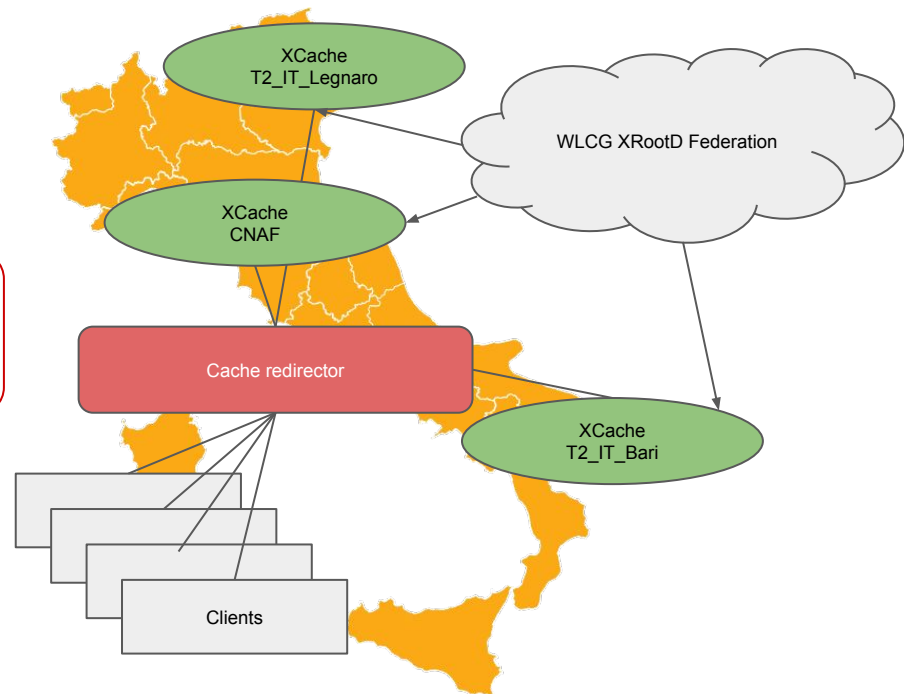 XCache
T2_IT_Legnaro
WLCG XRootD Federation
XCache
CNAF
Cache redirector
XCache
T2_IT_Bari
Clients